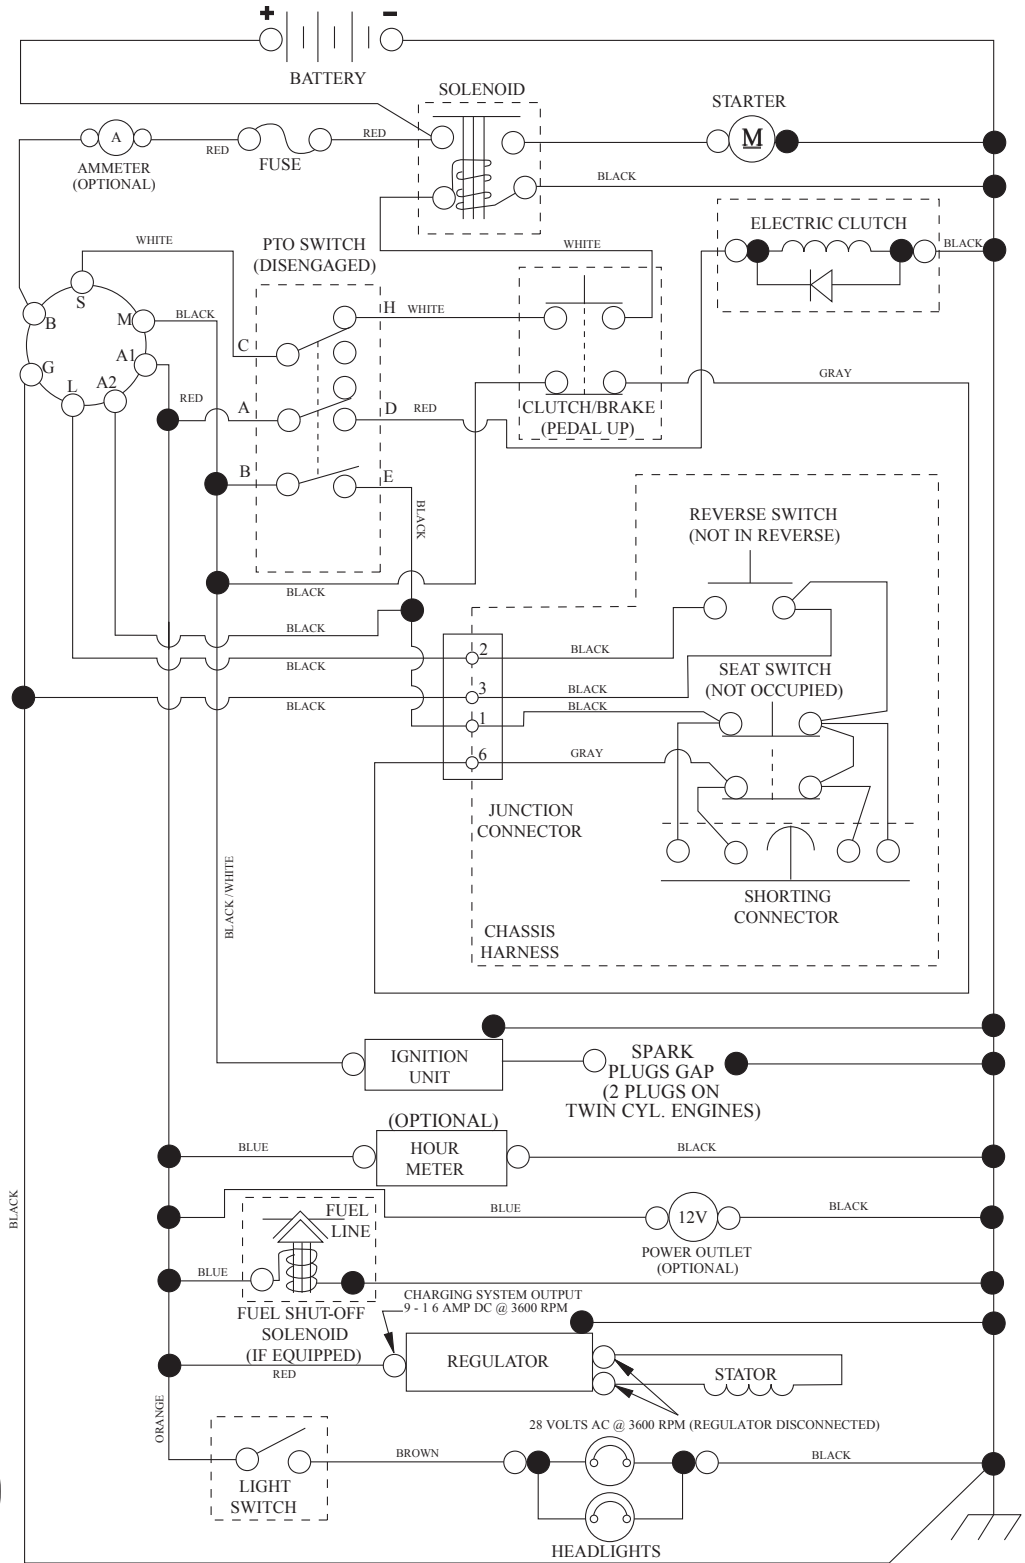 + -
BATTERY
SOLENOID
STARTER
M
A
AMMETER
(OPTIONAL)
RED
FUSE
RED
BLACK
ELECTRIC CLUTCH
BLACK
WHITE
PTO SWITCH
(DISENGAGED)
WHITE
S
B
M
BLACK
H
WHITE
C
G
A1
L
A2
RED
A
D
RED
CLUTCH/BRAKE
(PEDAL UP)
GRAY
B
E
BLACK
REVERSE SWITCH
(NOT IN REVERSE)
BLACK
BLACK
BLACK
2
BLACK
SEAT SWITCH
(NOT OCCUPIED)
BLACK
3
BLACK
BLACK
1
6
GRAY
JUNCTION
CONNECTOR
SHORTING
CONNECTOR
CHASSIS
HARNESS
BLACK/WHITE
IGNITION
UNIT
SPARK
PLUGS GAP
(2 PLUGS ON
TWIN CYL. ENGINES)
(OPTIONAL)
HOUR
METER
BLUE
BLACK
BLACK
FUEL
LINE
BLUE
12V
BLACK
POWER OUTLET
(OPTIONAL)
BLUE
FUEL SHUT-OFF
SOLENOID
(IF EQUIPPED)
CHARGING SYSTEM OUTPUT
9 - 1 6 AMP DC @ 3600 RPM
REGULATOR
STATOR
RED
28 VOLTS AC @ 3600 RPM (REGULATOR DISCONNECTED)
ORANGE
LIGHT
SWITCH
BROWN
BLACK
HEADLIGHTS